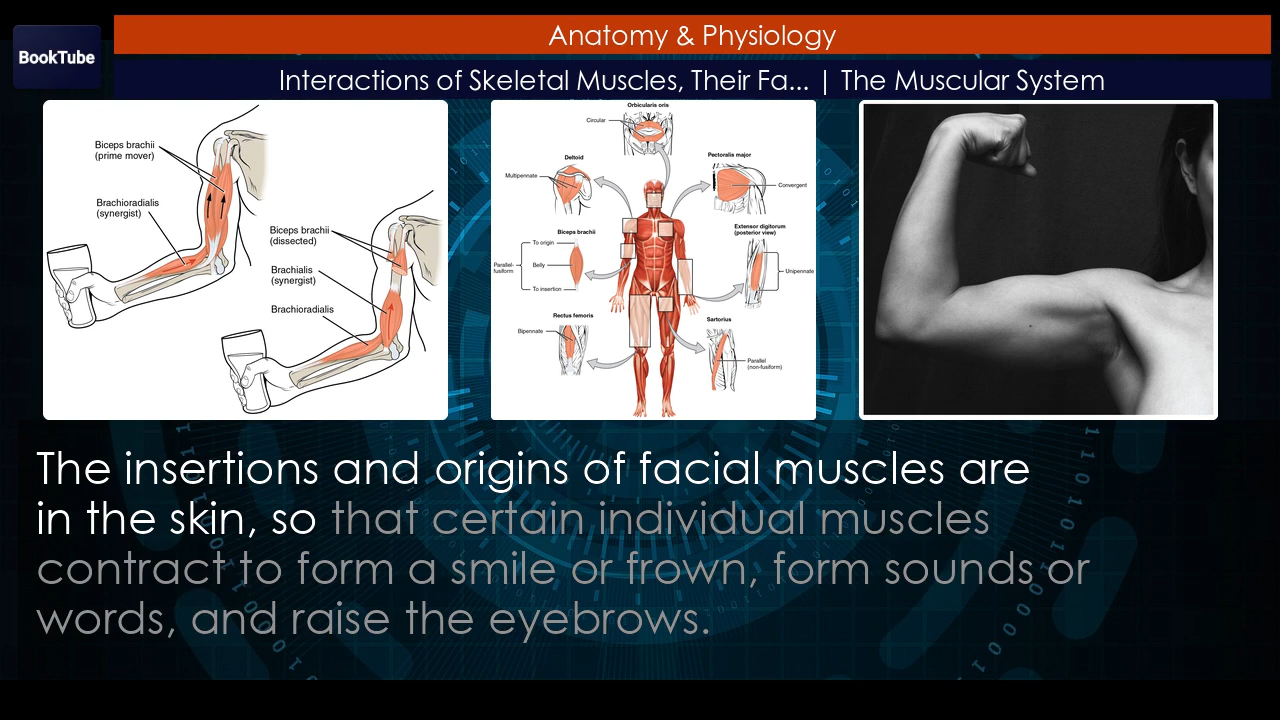 BookTube
Anatomy & Physiology
Interactions of Skeletal Muscles, Their Fa... | The Muscular System
Biceps brachii
(prime mover)
Brachioradialis
(synergist)
Biceps brachii
(dissected)
Brachialis
(synergist)
Brachioradialis
Orbicularis oris
Circular
Deltoid
Multipennate
Pectoralis major
Convergent
Biceps brachii
To origin
Parallel-
fusiform
Belly
To insertion
Extensor digitorum
(posterior view)
Unipennate
Rectus femoris
Bipennate
Sartorius
Parallel
(non-fusiform)
The insertions and origins of facial muscles are
in the skin, so that certain individual muscles
contract to form a smile or frown, form sounds or
words, and raise the eyebrows.